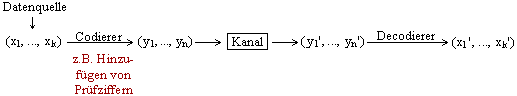 Datenquelle
(x1, ..., xk) Codierer (y1, ..., yn) Kanal (y1', ..., yn') Decodierer (x1', ..., xk')
z.B. Hinzu-
fügen von
Prüfziffern